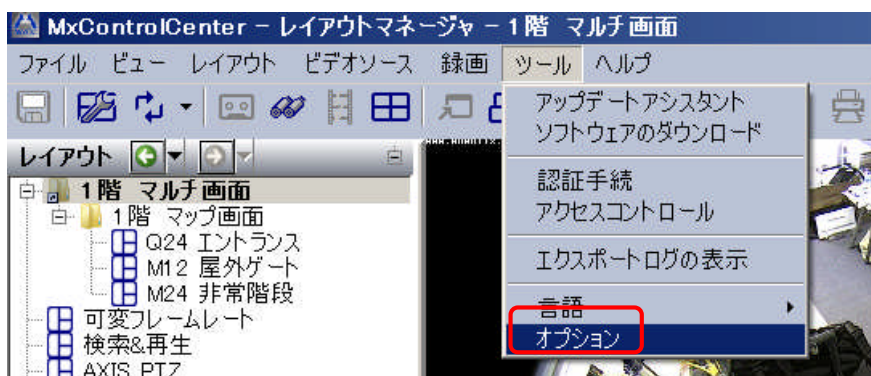 MxControlCenter - レイアウトマネージャ - 1階 マルチ画面
ファイル ビュー レイアウト ビデオソース 録画 ツール ヘルプ
アップデートアシスタント
ソフトウェアのダウンロード
認証手続
アクセスコントロール
エクスポートログの表示
言語
オプション
レイアウト
1階 マルチ画面
1階 マップ画面
Q24 エントランス
M12 屋外ゲート
M24 非常階段
可変フレームレート
検索&再生
AXIS PTZ